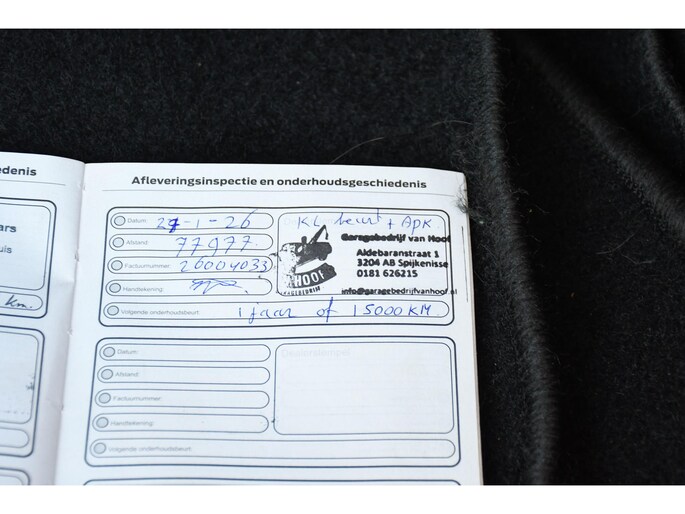 edenis
ars
uis
km.
Afleveringsinspectie en onderhoudsgeschiedenis
Datum: 27-1-26
KL beurt + APK
Afstand: 77977
Garagebedrijf van Hoof
Aldebaranstraat 1
Factuurnummer: 26004033
3204 AB Spijkenisse
0181 626215
HOOF
Handtekening:
info@garagebedrijfvanhoof.nl
Volgende onderhoudsbeurt: 1 jaar of 15000 KM
Datum:
Dealerstempel
Afstand:
Factuurnummer:
Handtekening:
Volgende onderhoudsbeurt: